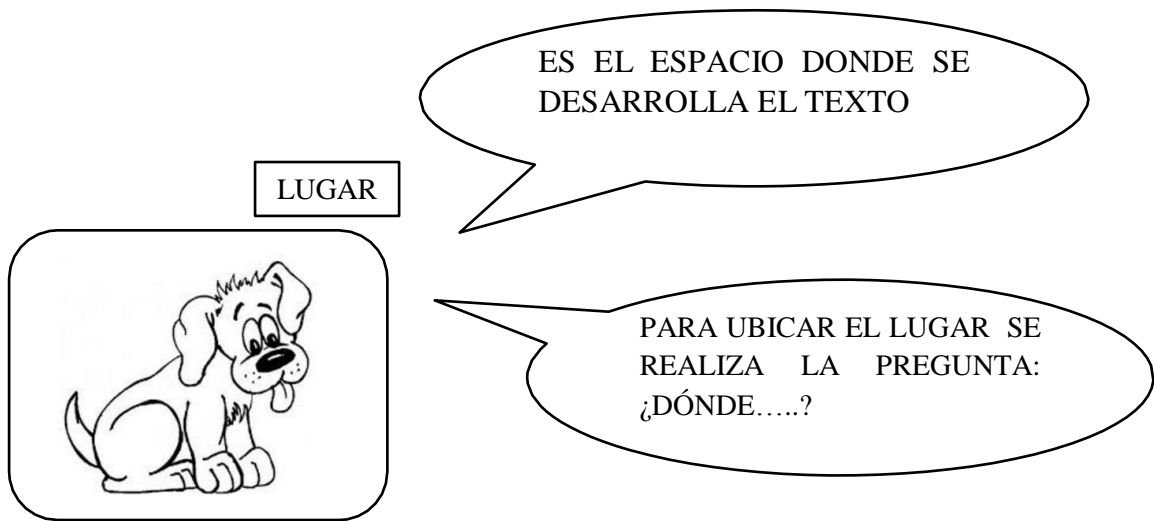 ES EL ESPACIO DONDE SE
DESARROLLA EL TEXTO
LUGAR
PARA UBICAR EL LUGAR SE
REALIZA LA PREGUNTA:
¿DÓNDE…..?